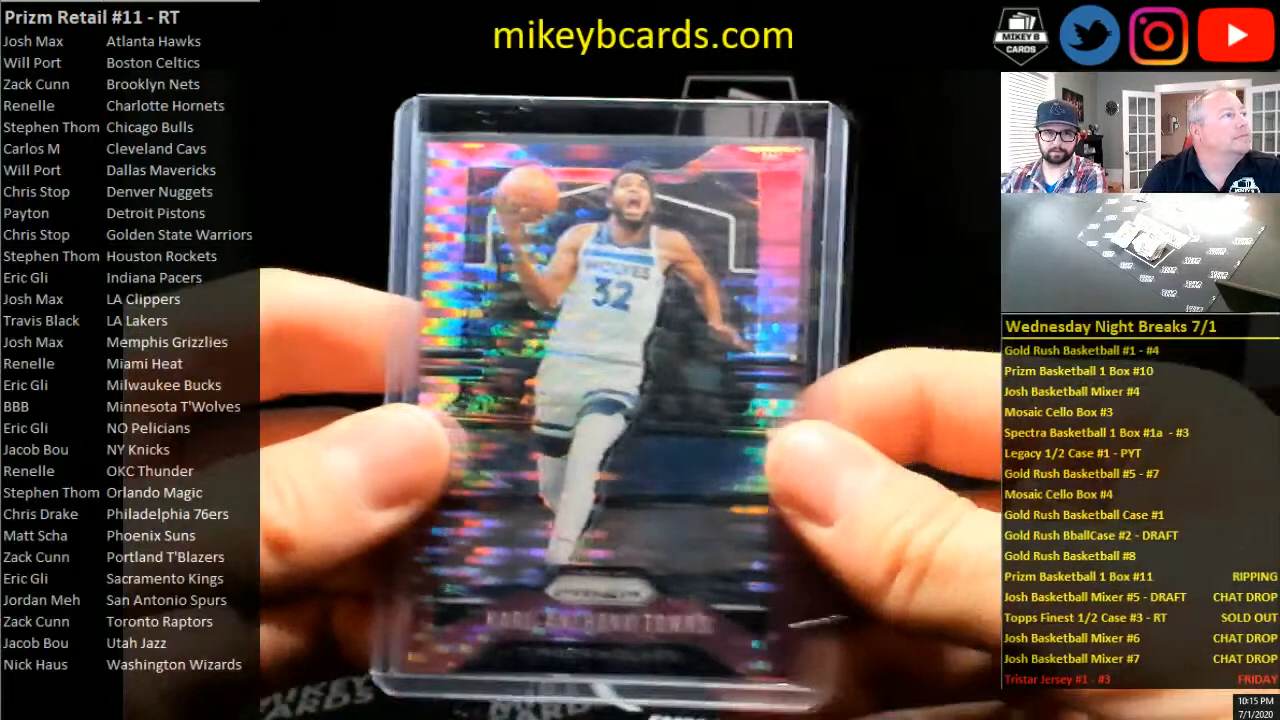 Prizm Retail #11 - RT
Josh Max Atlanta Hawks
Will Port Boston Celtics
Zack Cunn Brooklyn Nets
Renelle Charlotte Hornets
Stephen Thom Chicago Bulls
Carlos M Cleveland Cavs
Will Port Dallas Mavericks
Chris Stop Denver Nuggets
Payton Detroit Pistons
Chris Stop Golden State Warriors
Stephen Thom Houston Rockets
Eric Gli Indiana Pacers
Josh Max LA Clippers
Travis Black LA Lakers
Josh Max Memphis Grizzlies
Renelle Miami Heat
Eric Gli Milwaukee Bucks
BBB Minnesota T'Wolves
Eric Gli NO Pelicians
Jacob Bou NY Knicks
Renelle OKC Thunder
Stephen Thom Orlando Magic
Chris Drake Philadelphia 76ers
Matt Scha Phoenix Suns
Zack Cunn Portland T'Blazers
Eric Gli Sacramento Kings
Jordan Meh San Antonio Spurs
Zack Cunn Toronto Raptors
Jacob Bou Utah Jazz
Nick Haus Washington Wizards
mikeybcards.com
MIKEY B
CARDS
WOLVES
32
PRIZM
KARL-ANTHONY TOWNS
Wednesday Night Breaks 7/1
Gold Rush Basketball #1 - #4
Prizm Basketball 1 Box #10
Josh Basketball Mixer #4
Mosaic Cello Box #3
Spectra Basketball 1 Box #1a - #3
Legacy 1/2 Case #1 - PYT
Gold Rush Basketball #5 - #7
Mosaic Cello Box #4
Gold Rush Basketball Case #1
Gold Rush BballCase #2 - DRAFT
Gold Rush Basketball #8
Prizm Basketball 1 Box #11 RIPPING
Josh Basketball Mixer #5 - DRAFT CHAT DROP
Topps Finest 1/2 Case #3 - RT SOLD OUT
Josh Basketball Mixer #6 CHAT DROP
Josh Basketball Mixer #7 CHAT DROP
Tristar Jersey #1 - #3 FRIDAY
10:15 PM
7/1/2020